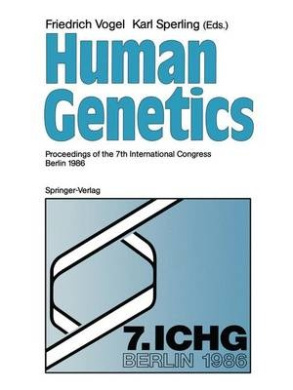 Friedrich Vogel Karl Sperling (Eds.)
Human
Genetics
Proceedings of the 7th International Congress
Berlin 1986
Springer-Verlag
7.ICHG
BERLIN 1986